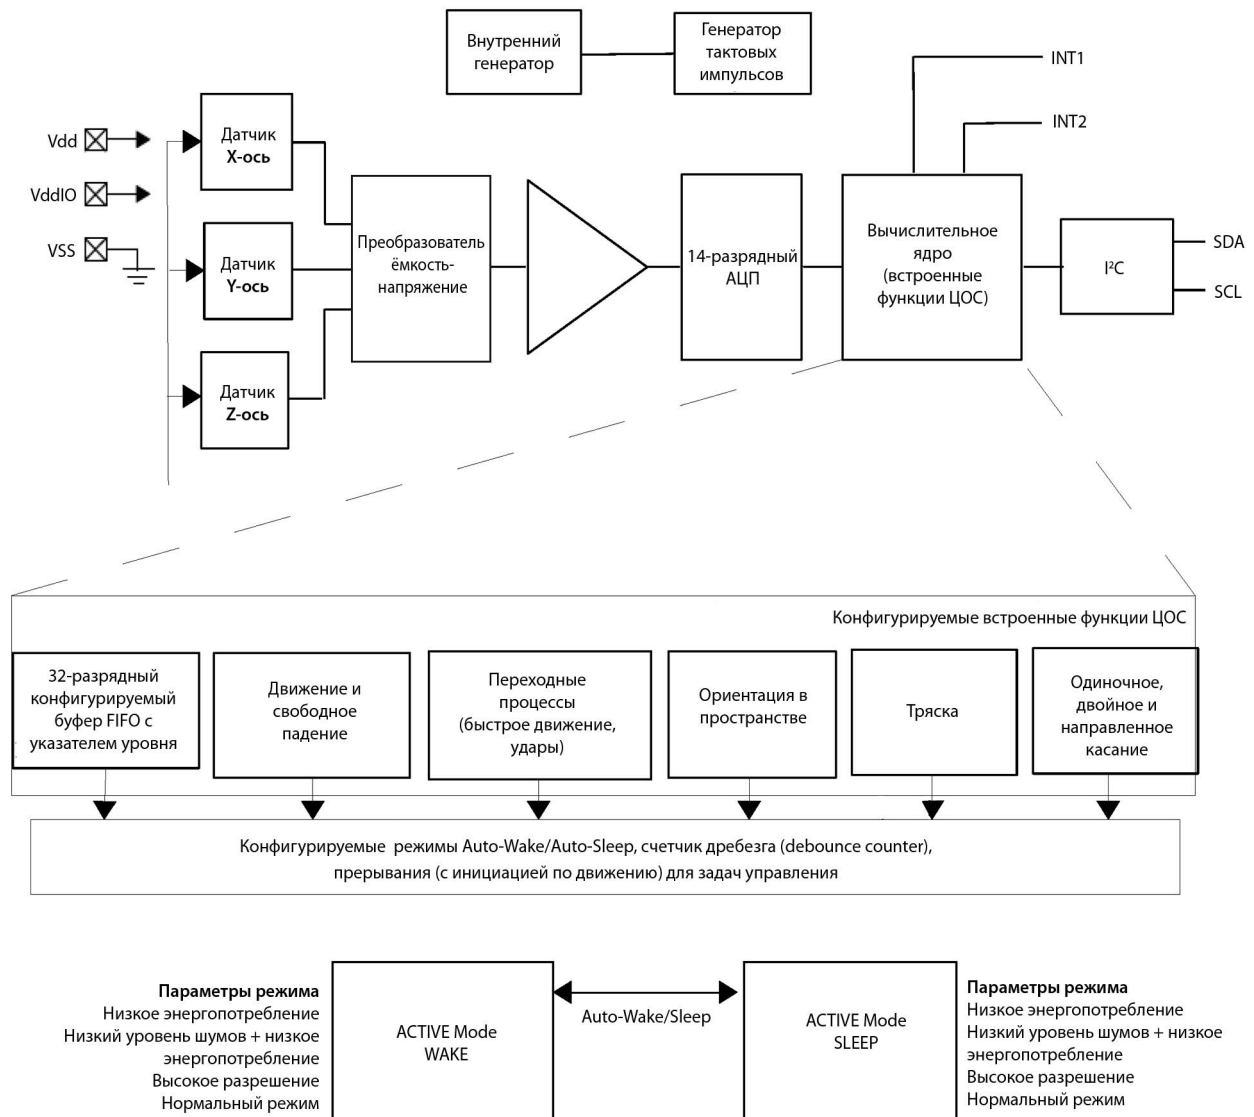 Внутренний
генератор
Генератор
тактовых
импульсов
INT1
INT2
Vdd
VddIO
VSS
Датчик
X-ось
Датчик
Y-ось
Датчик
Z-ось
Преобразователь
ёмкость-
напряжение
14-разрядный
АЦП
Вычислительное
ядро
(встроенные
функции ЦОС)
I²C
SDA
SCL
Конфигурируемые встроенные функции ЦОС
32-разрядный
конфигурируемый
буфер FIFO с
указателем уровня
Движение и
свободное
падение
Переходные
процессы
(быстрое движение,
удары)
Ориентация в
пространстве
Тряска
Одиночное,
двойное и
направленное
касание
Конфигурируемые режимы Auto-Wake/Auto-Sleep, счетчик дребезга (debounce counter),
прерывания (с инициацией по движению) для задач управления
Параметры режима
Низкое энергопотребление
Низкий уровень шумов + низкое
энергопотребление
Высокое разрешение
Нормальный режим
ACTIVE Mode
WAKE
Auto-Wake/Sleep
ACTIVE Mode
SLEEP
Параметры режима
Низкое энергопотребление
Низкий уровень шумов + низкое
энергопотребление
Высокое разрешение
Нормальный режим